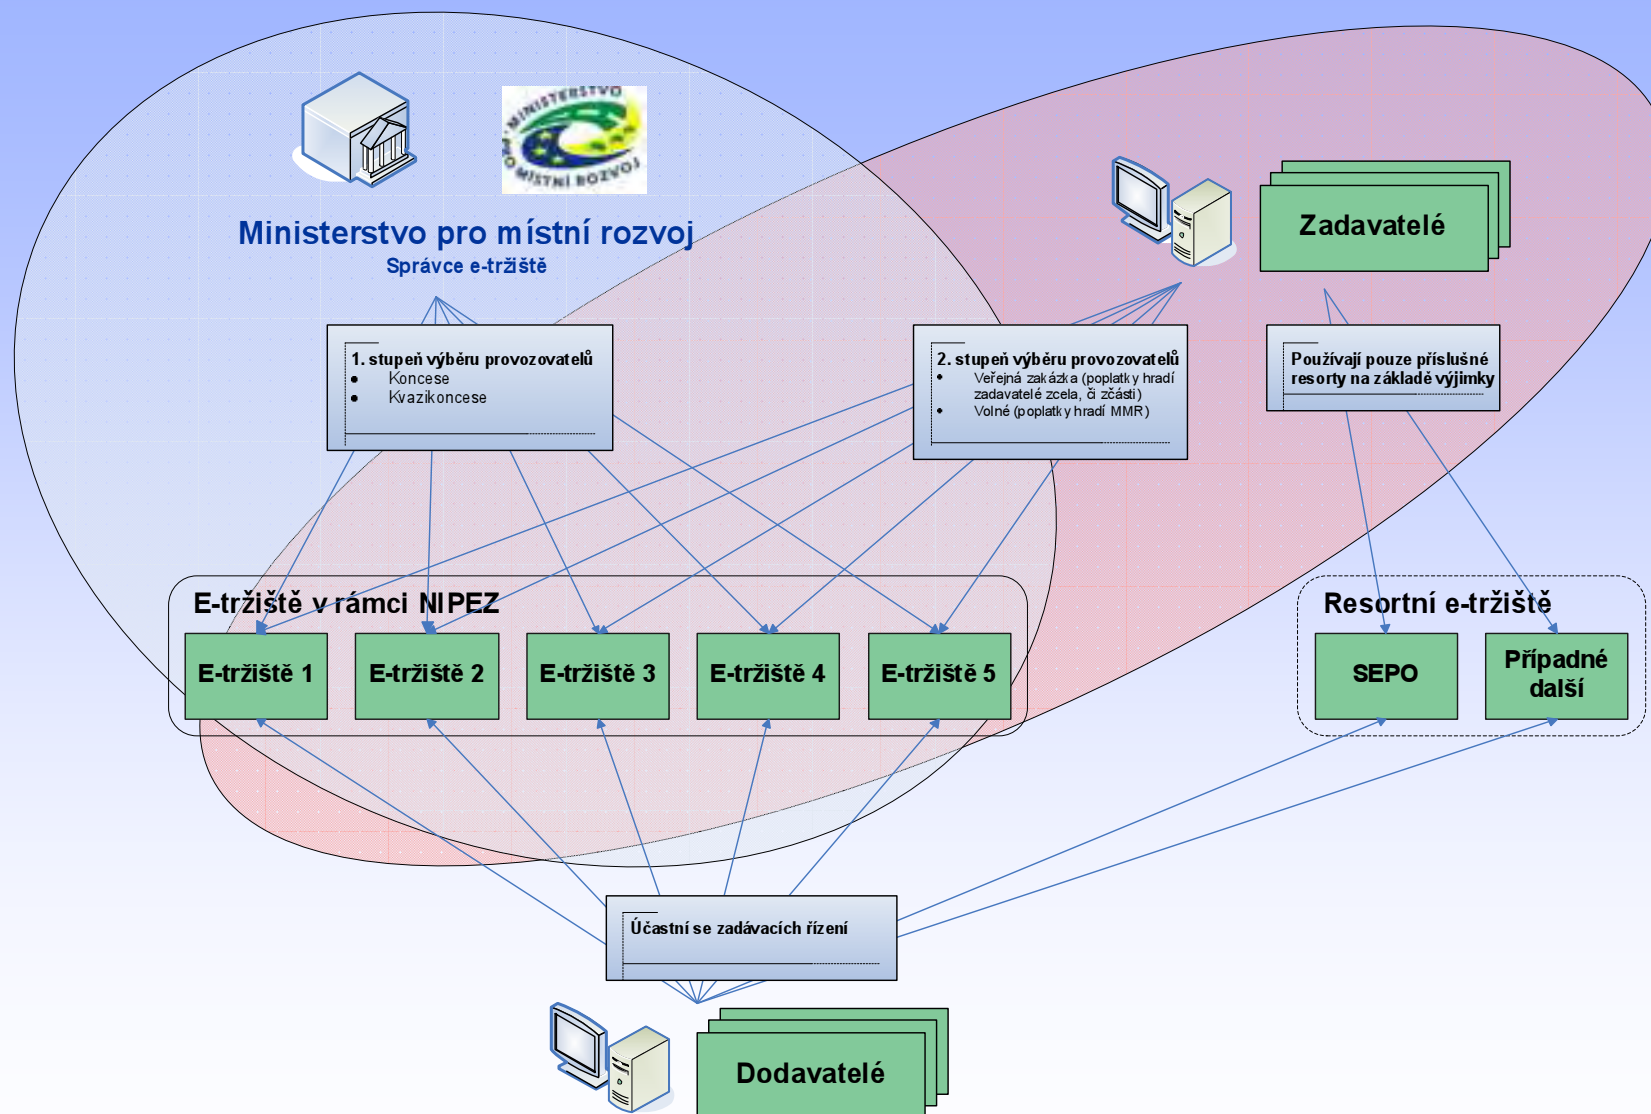 MINISTERSTVO
PRO MÍSTNÍ ROZVOJ
Ministerstvo pro místní rozvoj
Správce e-tržiště
Zadavatelé
1. stupeň výběru provozovatelů
● Koncese
● Kvazikoncese
2. stupeň výběru provozovatelů
• Veřejná zakázka (poplatky hradí
zadavatelé zcela, či zčásti)
• Volné (poplatky hradí MMR)
Používají pouze příslušné
resorty na základě výjimky
E-tržiště v rámci NIPEZ
E-tržiště 1
E-tržiště 2
E-tržiště 3
E-tržiště 4
E-tržiště 5
Resortní e-tržiště
SEPO
Případné
další
Účastní se zadávacích řízení
Dodavatelé